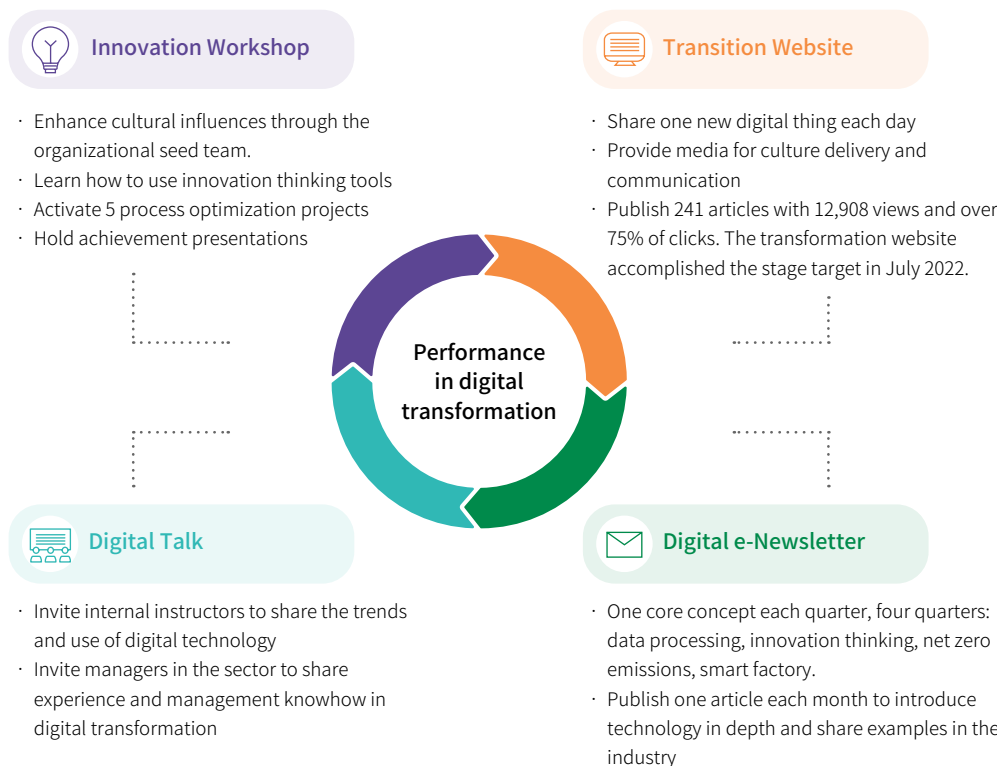 Innovation Workshop
· Enhance cultural influences through the
organizational seed team.
· Learn how to use innovation thinking tools
· Activate 5 process optimization projects
· Hold achievement presentations
Transition Website
· Share one new digital thing each day
· Provide media for culture delivery and
communication
· Publish 241 articles with 12,908 views and over
75% of clicks. The transformation website
accomplished the stage target in July 2022.
Performance
in digital
transformation
Digital Talk
· Invite internal instructors to share the trends
and use of digital technology
· Invite managers in the sector to share
experience and management knowhow in
digital transformation
Digital e-Newsletter
· One core concept each quarter, four quarters:
data processing, innovation thinking, net zero
emissions, smart factory.
· Publish one article each month to introduce
technology in depth and share examples in the
industry